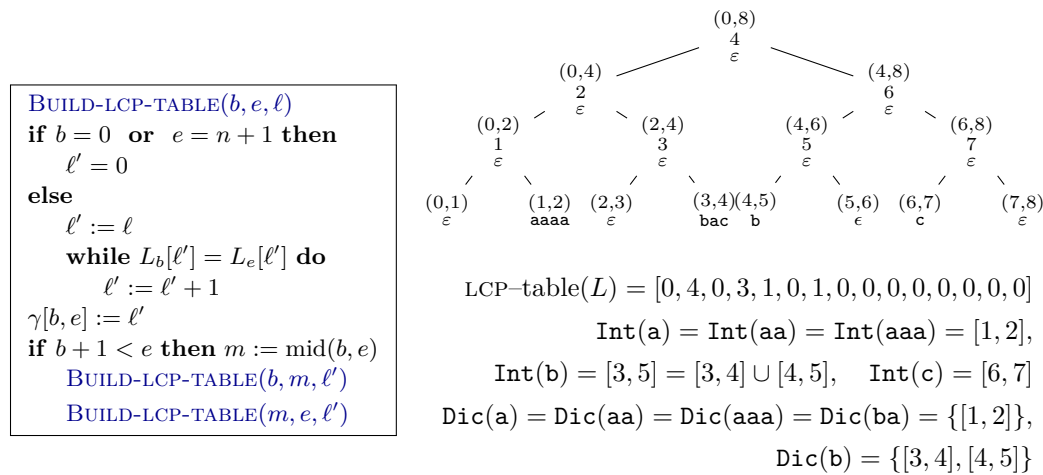 BUILD-LCP-TABLE(b, e, ℓ)
if b = 0 or e = n + 1 then
ℓ′ = 0
else
ℓ′ := ℓ
while L_b[ℓ′] = L_e[ℓ′] do
ℓ′ := ℓ′ + 1
γ[b, e] := ℓ′
if b + 1 < e then m := mid(b, e)
BUILD-LCP-TABLE(b, m, ℓ′)
BUILD-LCP-TABLE(m, e, ℓ′)
(0,8)
4
ε
(0,4) (4,8)
2 6
ε ε
(0,2) (2,4) (4,6) (6,8)
1 3 5 7
ε ε ε ε
(0,1) (1,2) (2,3) (3,4) (4,5) (5,6) (6,7) (7,8)
ε aaaa ε bac b ϵ c ε
LCP–table(L) = [0, 4, 0, 3, 1, 0, 1, 0, 0, 0, 0, 0, 0, 0, 0]
Int(a) = Int(aa) = Int(aaa) = [1, 2],
Int(b) = [3, 5] = [3, 4] ∪ [4, 5], Int(c) = [6, 7]
Dic(a) = Dic(aa) = Dic(aaa) = Dic(ba) = {[1, 2]},
Dic(b) = {[3, 4], [4, 5]}